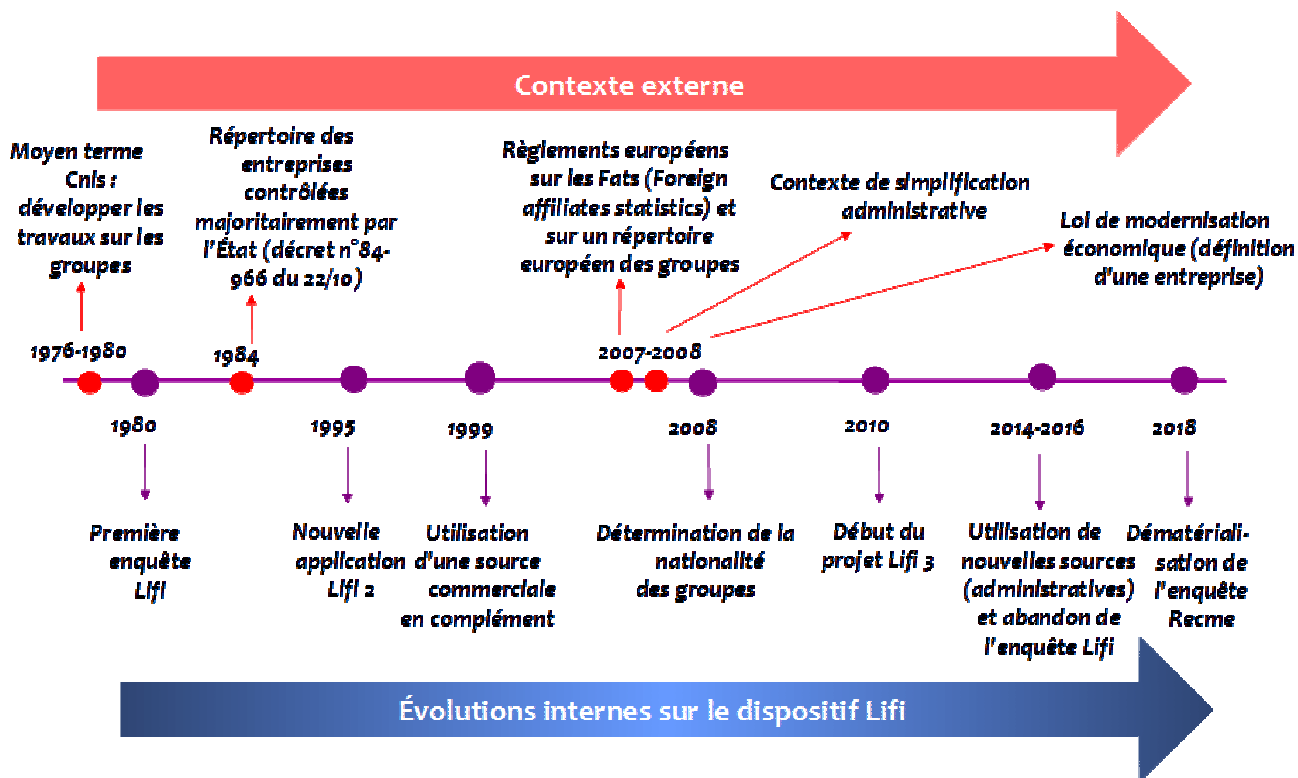 Contexte externe
Moyen terme
Cnis :
développer les
travaux sur les
groupes
Répertoire des
entreprises
contrôlées
majoritairement par
l'État (décret n°84-
966 du 22/10)
Règlements européens
sur les Fats (Foreign
affiliates statistics) et
sur un répertoire
européen des groupes
Contexte de simplification
administrative
Loi de modernisation
économique (définition
d'une entreprise)
1976-1980
1984
2007-2008
1980
1995
1999
2008
2010
2014-2016
2018
Première
enquête
Lifi
Nouvelle
application
Lifi 2
Utilisation
d'une source
commerciale
en complément
Détermination de la
nationalité
des groupes
Début du
projet Lifi 3
Utilisation de
nouvelles sources
(administratives)
et abandon de
l'enquête Lifi
Dématériali-
sation de
l'enquête
Recme
Évolutions internes sur le dispositif Lifi